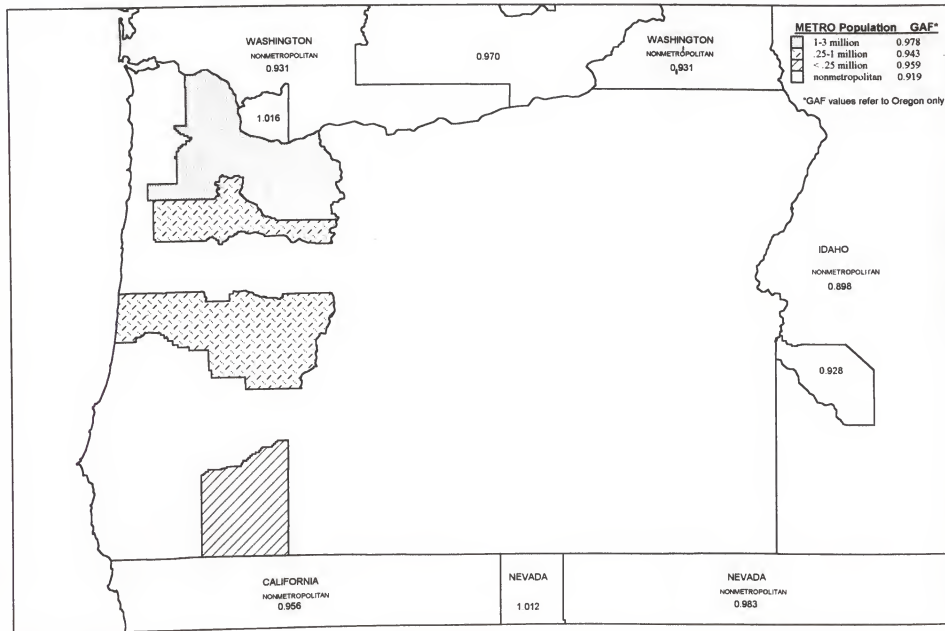 METRO Population GAF*
1-3 million 0.978
.25-1 million 0.943
< .25 million 0.959
nonmetropolitan 0.919
*GAF values refer to Oregon only
WASHINGTON
NONMETROPOLITAN
0.931
1.016
0.970
WASHINGTON
NONMETROPOLITAN
0.931
IDAHO
NONMETROPOLITAN
0.898
0.928
CALIFORNIA
NONMETROPOLITAN
0.956
NEVADA
1.012
NEVADA
NONMETROPOLITAN
0.983